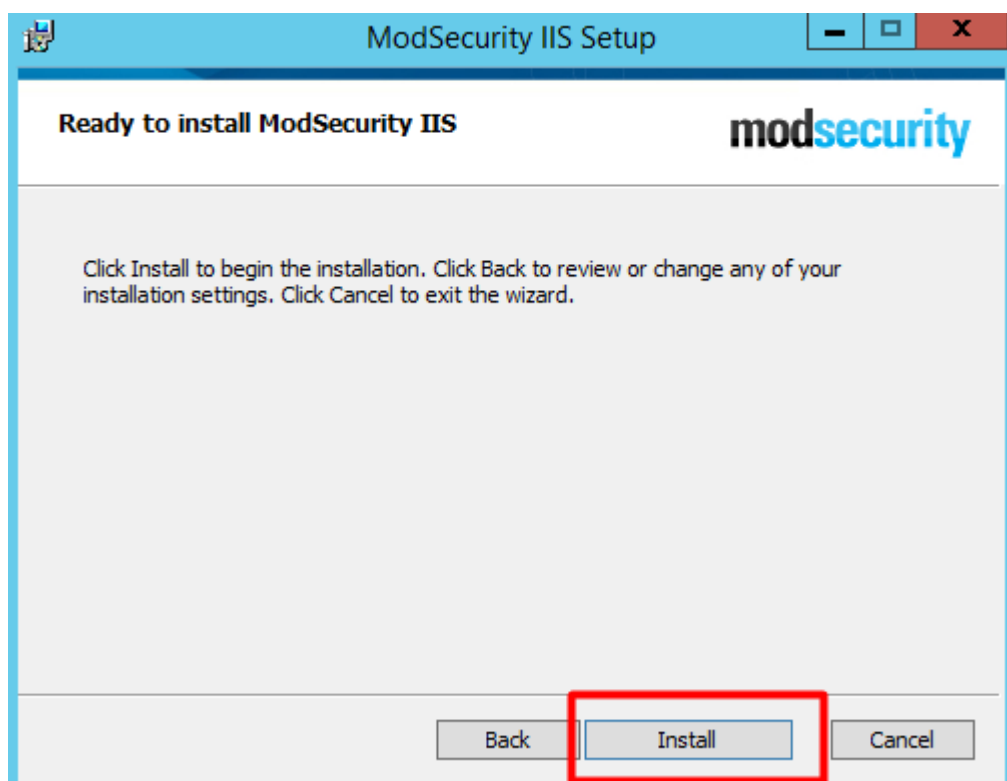 ModSecurity IIS Setup
Ready to install ModSecurity IIS
modsecurity
Click Install to begin the installation. Click Back to review or change any of your
installation settings. Click Cancel to exit the wizard.
Back
Install
Cancel